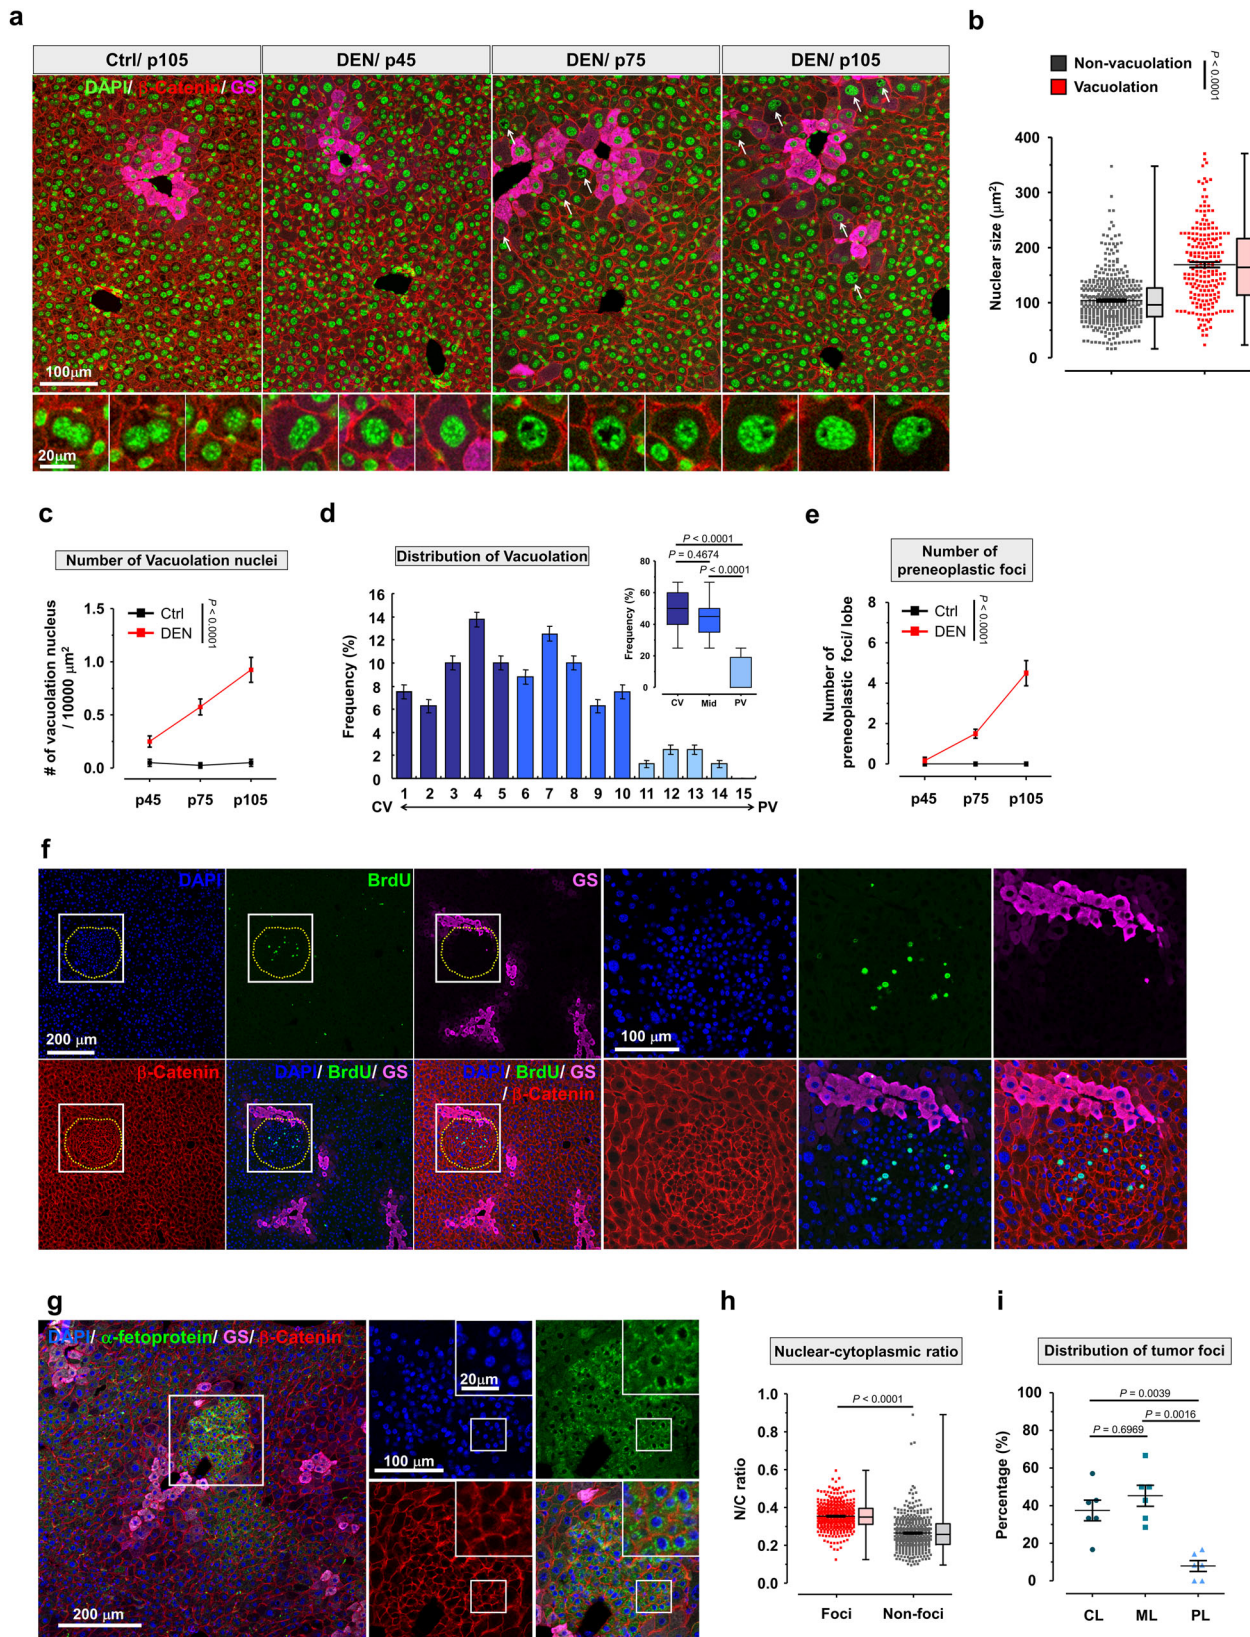 a
Ctrl/ p105
DEN/ p45
DEN/ p75
DEN/ p105
DAPI/ β-Catenin/ GS
100μm
20μm
b
Non-vacuolation
Vacuolation
P < 0.0001
Nuclear size (μm²)
400
300
200
100
0
c
Number of Vacuolation nuclei
# of vacuolation nucleus
/ 10000 μm²
1.5
1.0
0.5
0.0
Ctrl
DEN
P < 0.0001
p45 p75 p105
d
Distribution of Vacuolation
Frequency (%)
16
14
12
10
8
6
4
2
0
1 2 3 4 5 6 7 8 9 10 11 12 13 14 15
CV PV
P < 0.0001
P = 0.4674
P < 0.0001
Frequency (%)
80
60
40
20
0
CV Mid PV
e
Number of
preneoplastic foci
Number of
preneoplastic foci/ lobe
8
6
4
2
0
Ctrl
DEN
P < 0.0001
p45 p75 p105
f
DAPI
BrdU
GS
200 μm
100 μm
β-Catenin
DAPI/ BrdU/ GS
DAPI/ BrdU/ GS
/ β-Catenin
g
DAPI/ α-fetoprotein/ GS/ β-Catenin
200 μm
20μm
100 μm
h
Nuclear-cytoplasmic ratio
P < 0.0001
N/C ratio
1.0
0.8
0.6
0.4
0.2
0.0
Foci Non-foci
i
Distribution of tumor foci
P = 0.0039
P = 0.0016
P = 0.6969
Percentage (%)
100
80
60
40
20
0
CL ML PL